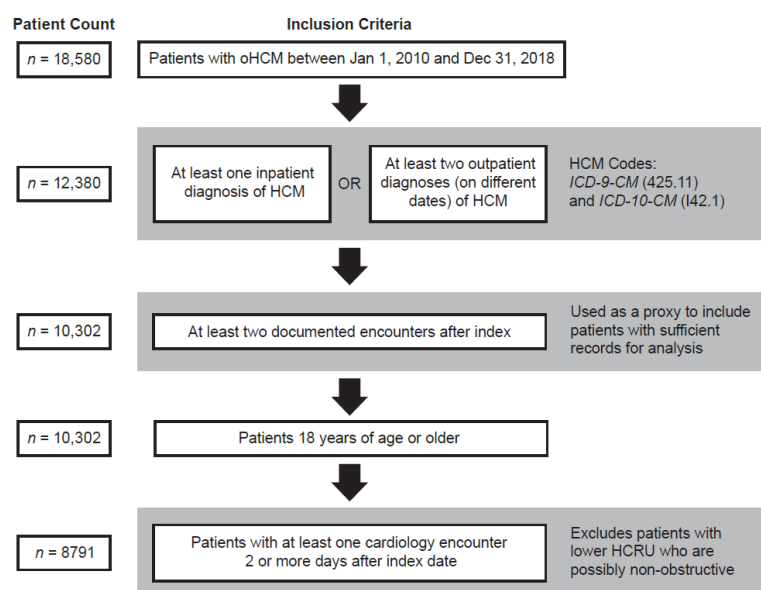 Patient Count
Inclusion Criteria
n = 18,580
Patients with oHCM between Jan 1, 2010 and Dec 31, 2018
n = 12,380
At least one inpatient
diagnosis of HCM
OR
At least two outpatient
diagnoses (on different
dates) of HCM
HCM Codes:
ICD-9-CM (425.11)
and ICD-10-CM (I42.1)
n = 10,302
At least two documented encounters after index
Used as a proxy to include
patients with sufficient
records for analysis
n = 10,302
Patients 18 years of age or older
n = 8791
Patients with at least one cardiology encounter
2 or more days after index date
Excludes patients with
lower HCRU who are
possibly non-obstructive